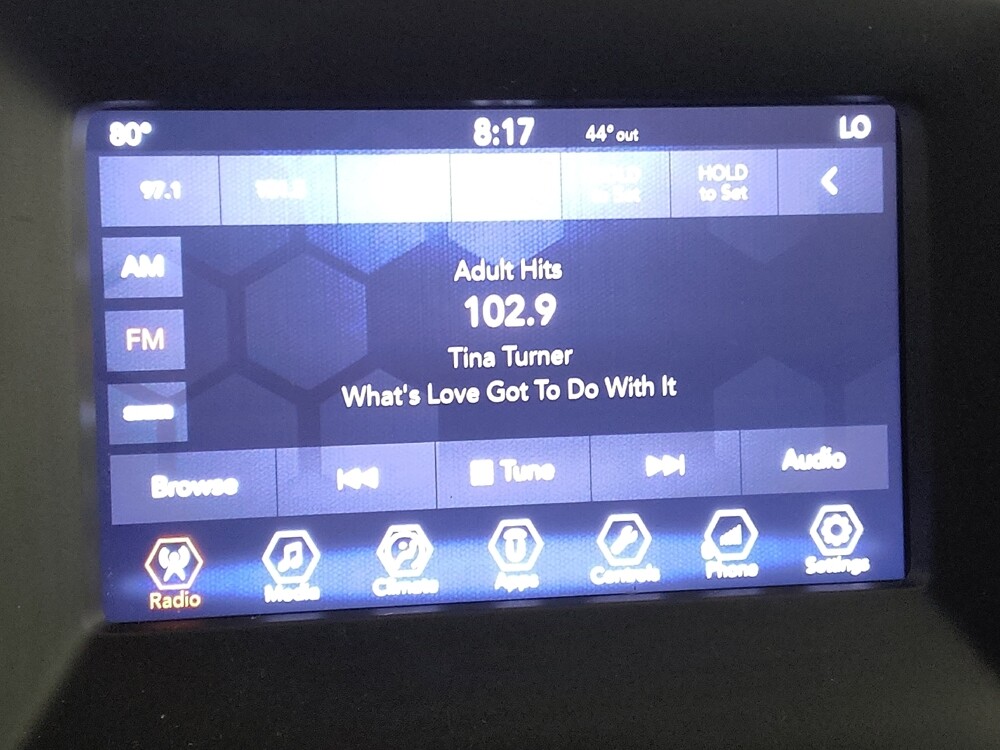 80° 8:17 44° out LO
97.1 HOLD to Set
AM
Adult Hits
102.9
FM
Tina Turner
What's Love Got To Do With It
Browse Tune Audio
Radio Media Climate Apps Controls Phone Settings